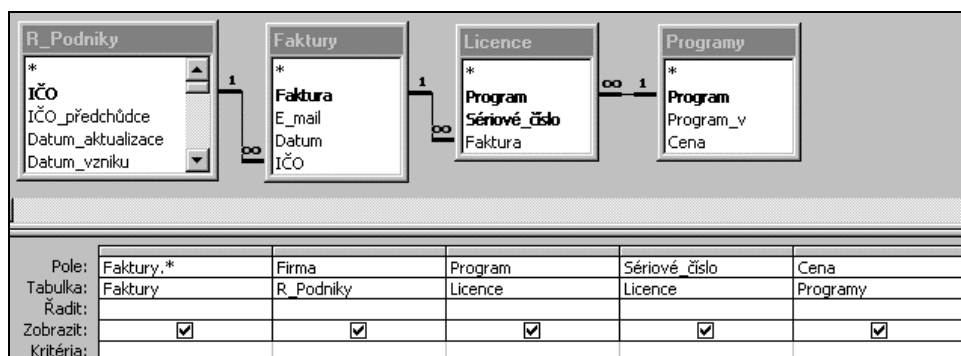 R_Podniky
*
IČO
IČO_předchůdce
Datum_aktualizace
Datum_vzniku
1
∞
Faktury
*
Faktura
E_mail
Datum
IČO
1
∞
Licence
*
Program
Sériové_číslo
Faktura
∞ 1
Programy
*
Program
Program_v
Cena
Pole: Faktury.* Firma Program Sériové_číslo Cena
Tabulka: Faktury R_Podniky Licence Licence Programy
Řadit:
Zobrazit:
Kritéria: